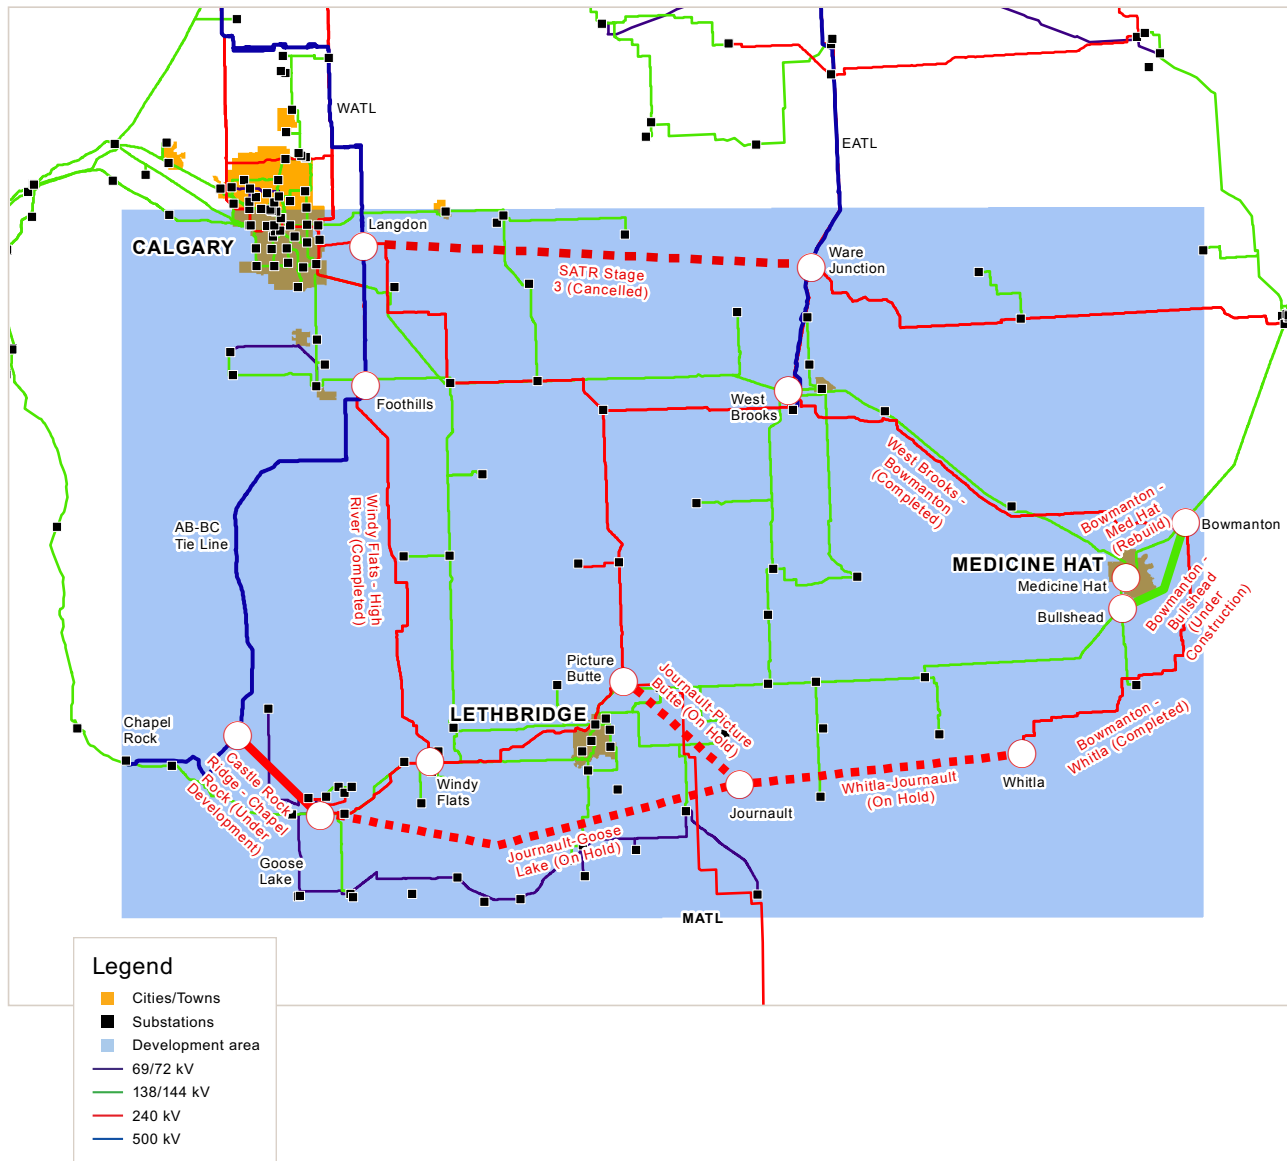 WATL
EATL
Langdon
CALGARY
Ware
Junction
SATR Stage
3 (Cancelled)
Foothills
West
Brooks
West Brooks -
Bowmanton
(Completed)
Windy Flats - High
River (Completed)
AB-BC
Tie Line
Bowmanton -
Med Hat
(Rebuild)
Bowmanton
MEDICINE HAT
Medicine Hat
Bullshead
Bowmanton -
Bullshead
(Under
Construction)
Picture
Butte
Journault-Picture
Butte (On Hold)
LETHBRIDGE
Chapel
Rock
Castle Rock
Ridge - Chapel
Rock (Under
Development)
Windy
Flats
Bowmanton -
Whitla (Completed)
Whitla
Whitla-Journault
(On Hold)
Journault
Journault-Goose
Lake (On Hold)
Goose
Lake
MATL
Legend
Cities/Towns
Substations
Development area
69/72 kV
138/144 kV
240 kV
500 kV